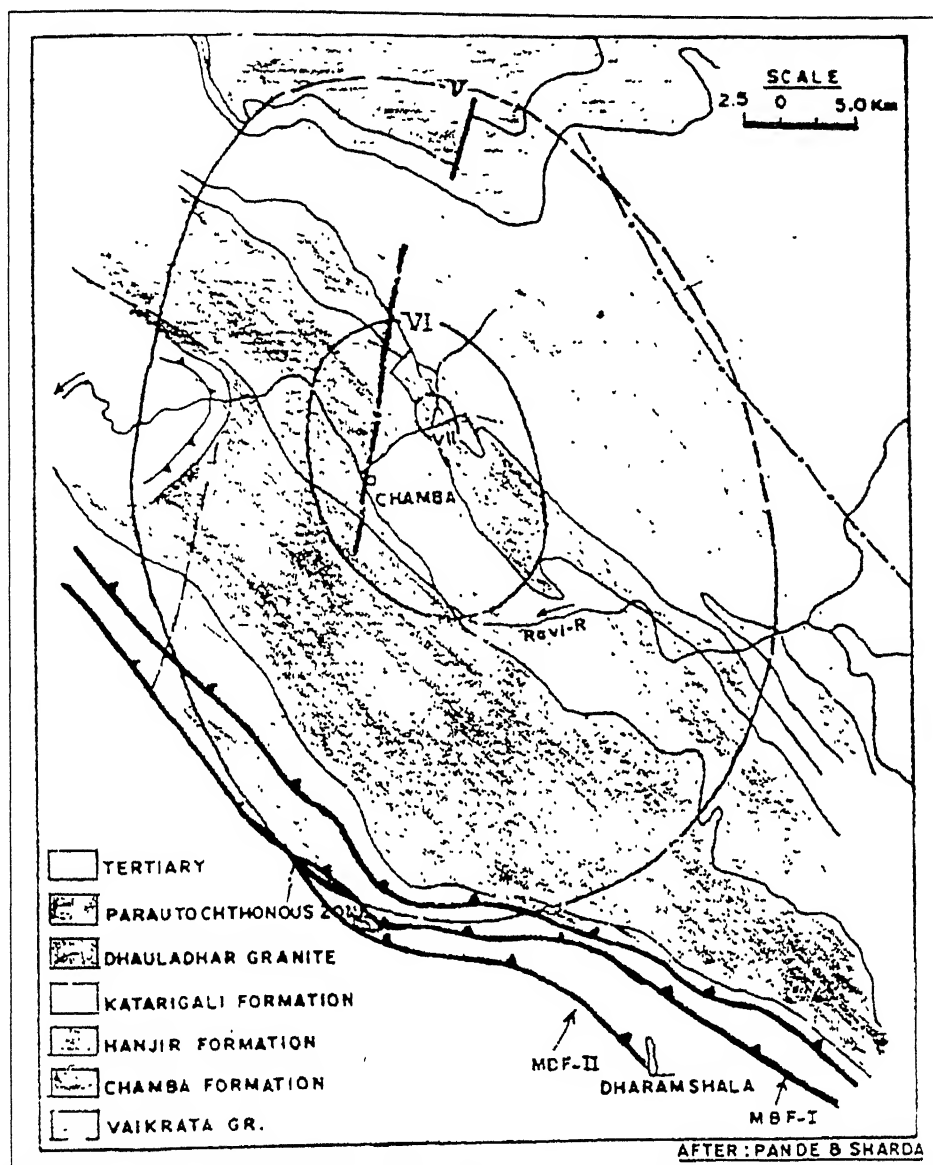 V
SCALE
2.5 0 5.0 Km
VI
VII
CHAMBA
Ravi-R
TERTIARY
PARAUTOCHTHONOUS
DHAULADHAR GRANITE
KATARIGALI FORMATION
HANJIR FORMATION
CHAMBA FORMATION
VAIKRATA GR.
MBF-II
DHARAMSHALA
MBF-I
AFTER: PANDE & SHARDA